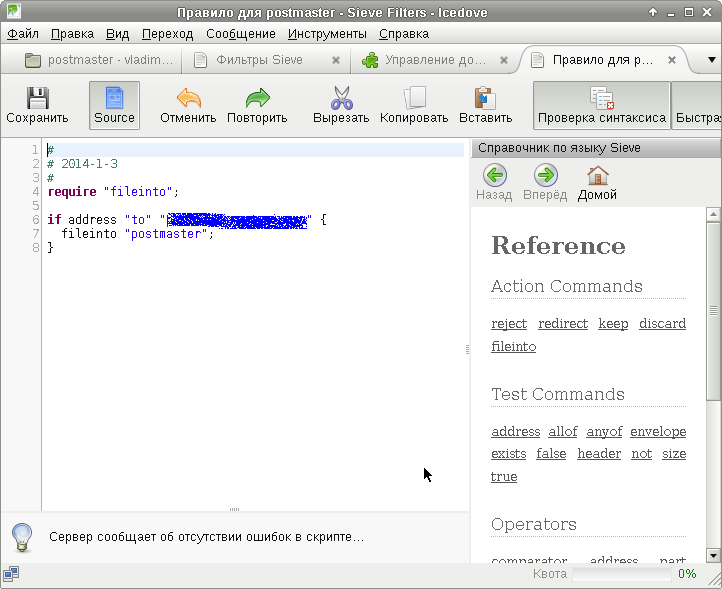 Правило для postmaster - Sieve Filters - Icedove
Файл Правка Вид Переход Сообщение Инструменты Справка
postmaster - vladim... Фильтры Sieve Управление до... Правило для p...
Сохранить Source Отменить Повторить Вырезать Копировать Вставить Проверка синтаксиса Быстра
1 #
2 # 2014-1-3
3 #
4 require "fileinto";
5
6 if address "to" " " {
7 fileinto "postmaster";
8 }
Справочник по языку Sieve
Назад Вперёд Домой
Reference
Action Commands
reject redirect keep discard
fileinto
Test Commands
address allof anyof envelope
exists false header not size
true
Operators
comparator address part
Сервер сообщает об отсутствии ошибок в скрипте...
Квота 0%